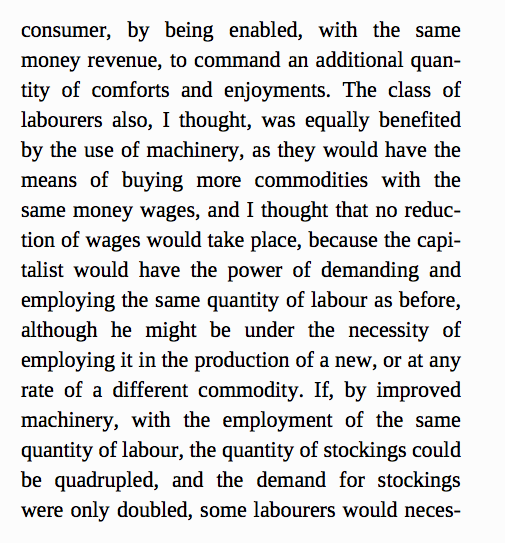 consumer, by being enabled, with the same
money revenue, to command an additional quan-
tity of comforts and enjoyments. The class of
labourers also, I thought, was equally benefited
by the use of machinery, as they would have the
means of buying more commodities with the
same money wages, and I thought that no reduc-
tion of wages would take place, because the capi-
talist would have the power of demanding and
employing the same quantity of labour as before,
although he might be under the necessity of
employing it in the production of a new, or at any
rate of a different commodity. If, by improved
machinery, with the employment of the same
quantity of labour, the quantity of stockings could
be quadrupled, and the demand for stockings
were only doubled, some labourers would neces-